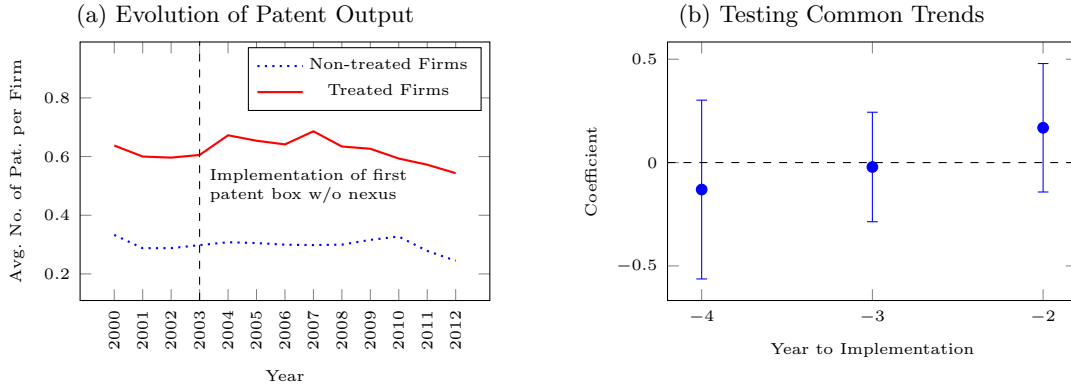 (a) Evolution of Patent Output
Avg. No. of Pat. per Firm
0.8
0.6
0.4
0.2
Non-treated Firms
Treated Firms
Implementation of first
patent box w/o nexus
2000
2001
2002
2003
2004
2005
2006
2007
2008
2009
2010
2011
2012
Year
(b) Testing Common Trends
Coefficient
0.5
0
−0.5
−4
−3
−2
Year to Implementation